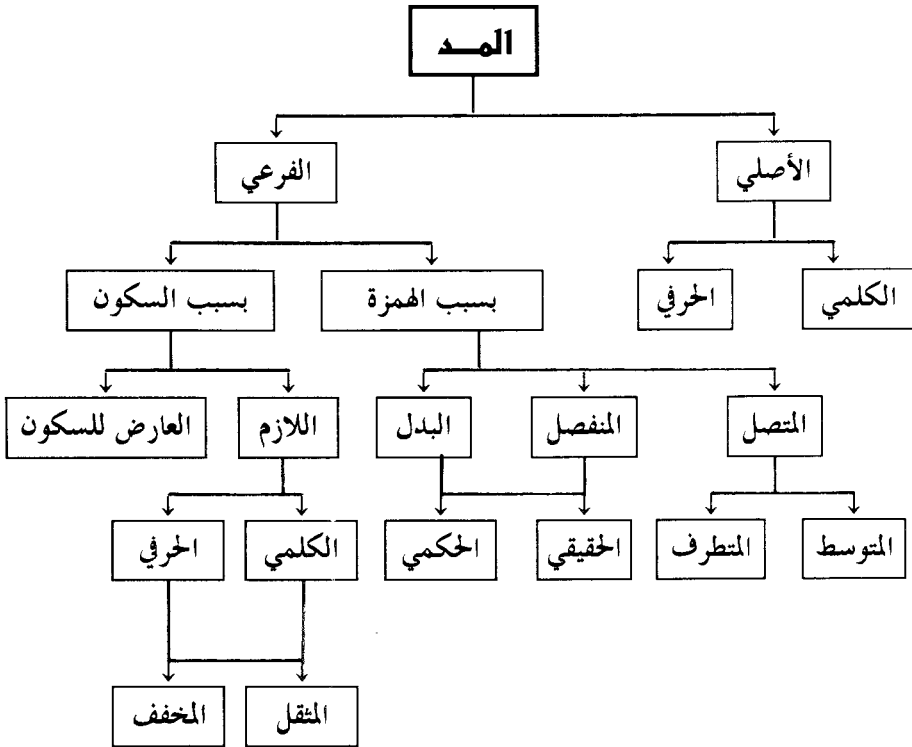 المد
الأصلي
الفرعي
الكلمي
الحرفي
بسبب الهمزة
بسبب السكون
المتصل
المنفصل
البدل
اللازم
العارض للسكون
المتوسط
المتطرف
الحقيقي
الحكمي
الكلمي
الحرفي
المثقل
المخفف